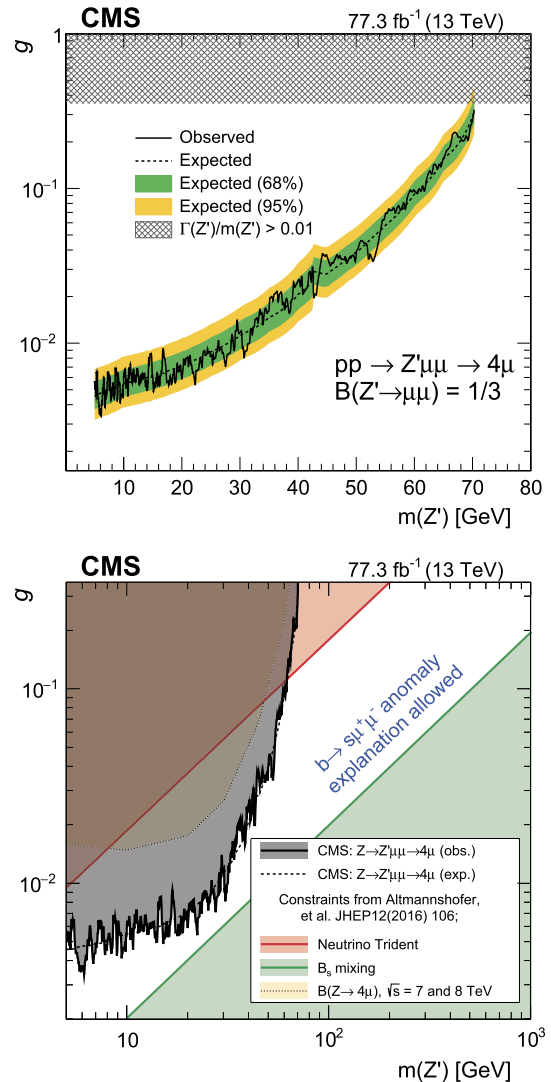 CMS 77.3 fb⁻¹ (13 TeV)
g
1
10⁻¹
10⁻²
Observed
Expected
Expected (68%)
Expected (95%)
Γ(Z')/m(Z') > 0.01
pp → Z'μμ → 4μ
B(Z'→μμ) = 1/3
10 20 30 40 50 60 70 80
m(Z') [GeV]
CMS 77.3 fb⁻¹ (13 TeV)
g
10⁻¹
10⁻²
b→ sμ⁺μ⁻ anomaly
explanation allowed
CMS: Z→Z'μμ→4μ (obs.)
CMS: Z→Z'μμ→4μ (exp.)
Constraints from Altmannshofer,
et al. JHEP12(2016) 106;
Neutrino Trident
Bₛ mixing
B(Z→ 4μ), √s = 7 and 8 TeV
10 10² 10³
m(Z') [GeV]